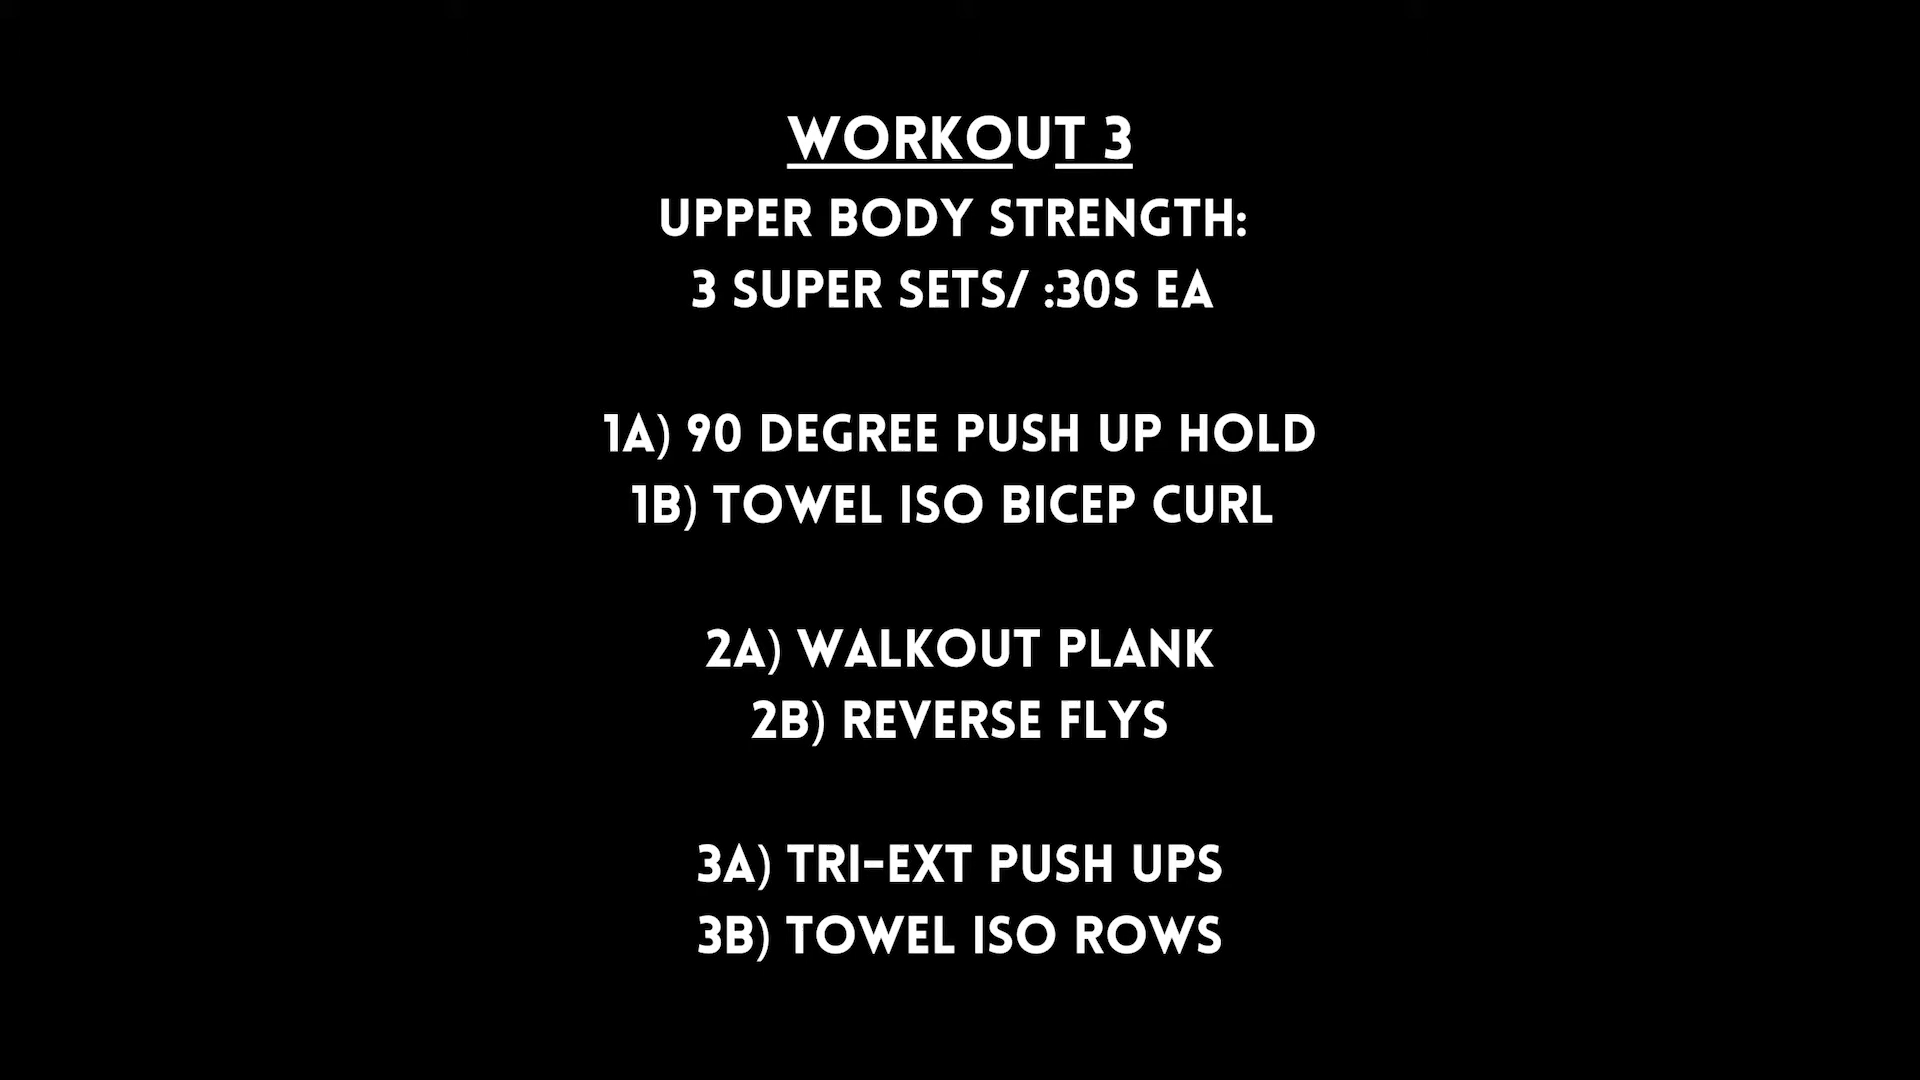 WORKOUT 3
UPPER BODY STRENGTH:
3 SUPER SETS/ :30S EA
1A) 90 DEGREE PUSH UP HOLD
1B) TOWEL ISO BICEP CURL
2A) WALKOUT PLANK
2B) REVERSE FLYS
3A) TRI-EXT PUSH UPS
3B) TOWEL ISO ROWS